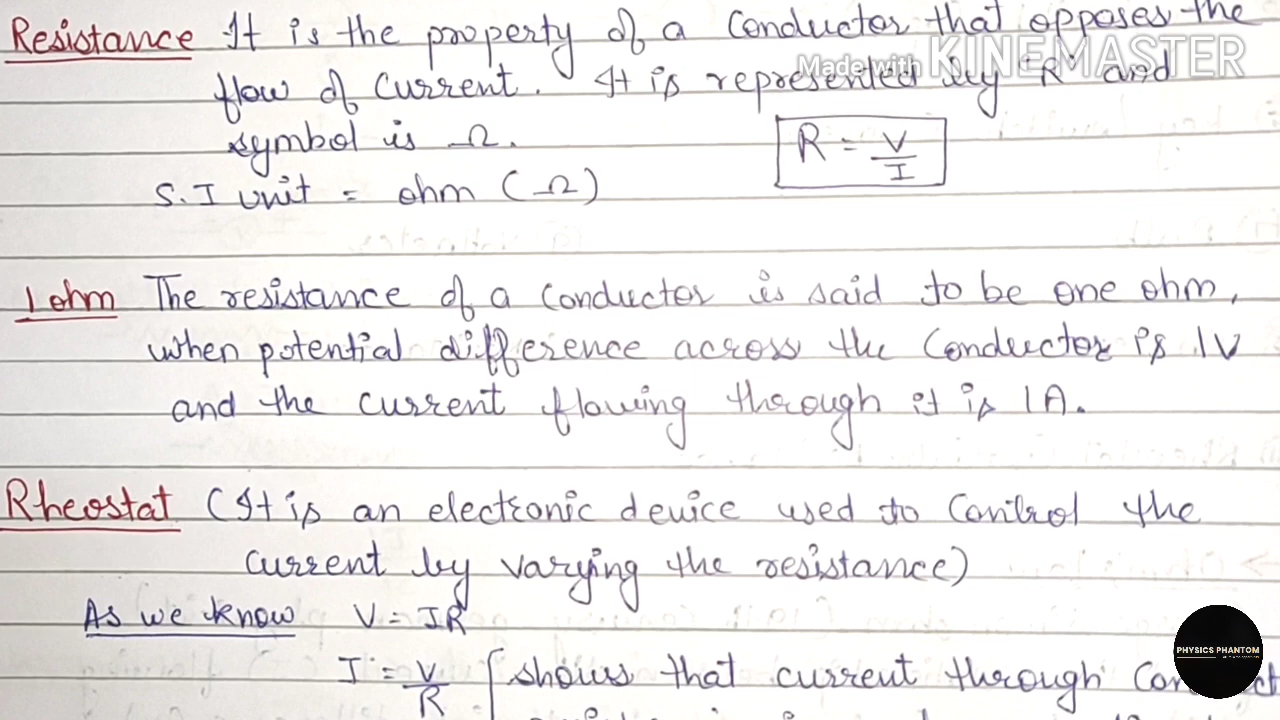 Resistance It is the property of a conductor that opposes the
Made with KINEMASTER
flow of current. It is represented by 'R' and
symbol is Ω.
R = V/I
S.I unit = ohm (Ω)
1 ohm The resistance of a conductor is said to be one ohm,
when potential difference across the conductor is 1V
and the current flowing through it is 1A.
Rheostat (It is an electronic device used to control the
current by varying the resistance)
As we know V = IR
PHYSICS PHANTOM
I = V/R { shows that current through